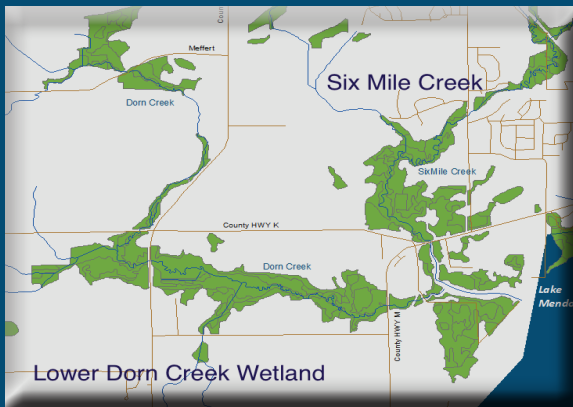 Meffert
Dorn Creek
Six Mile Creek
SixMile Creek
County HWY K
Dorn Creek
Lake
County HWY M
Lower Dorn Creek Wetland